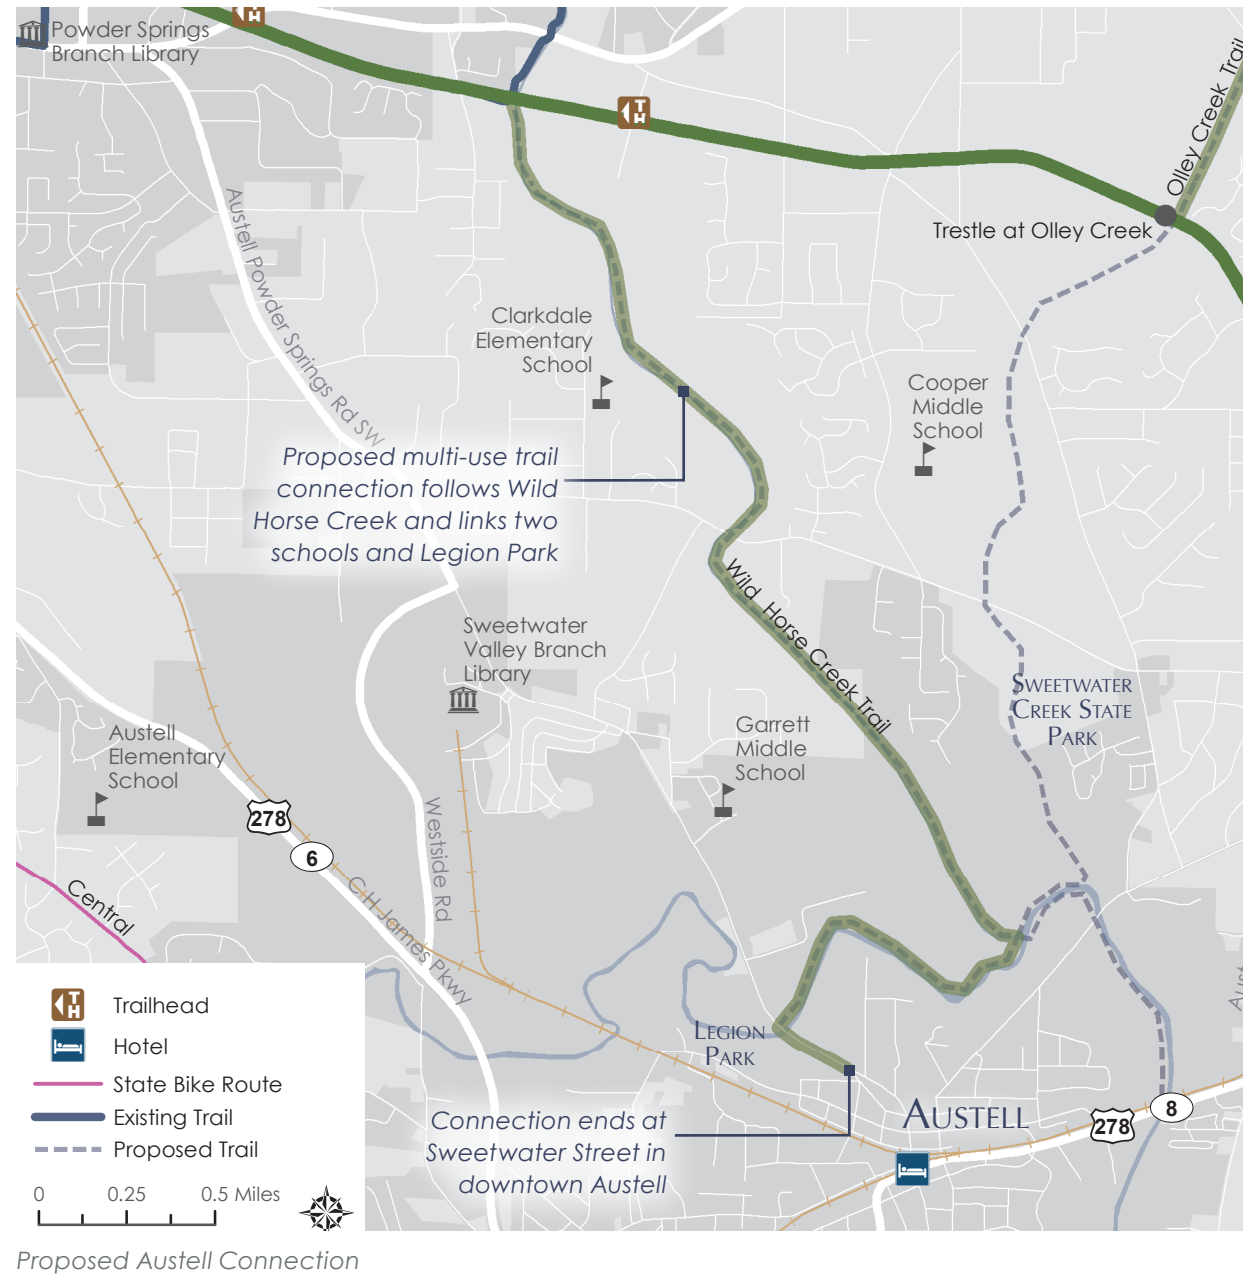 Powder Springs
Branch Library
T
H
T
H
Olley Creek Trail
Trestle at Olley Creek
Austell Powder Springs Rd SW
Clarkdale
Elementary
School
Cooper
Middle
School
Proposed multi-use trail
connection follows Wild
Horse Creek and links two
schools and Legion Park
Wild Horse Creek Trail
Sweetwater
Valley Branch
Library
SWEETWATER
CREEK STATE
PARK
Austell
Elementary
School
Garrett
Middle
School
278
6
Westside Rd
C H James Pkwy
Central
LEGION
PARK
Aust
Connection ends at
Sweetwater Street in
downtown Austell
AUSTELL
278
8
T
H
Trailhead
Hotel
State Bike Route
Existing Trail
Proposed Trail
0 0.25 0.5 Miles
Proposed Austell Connection